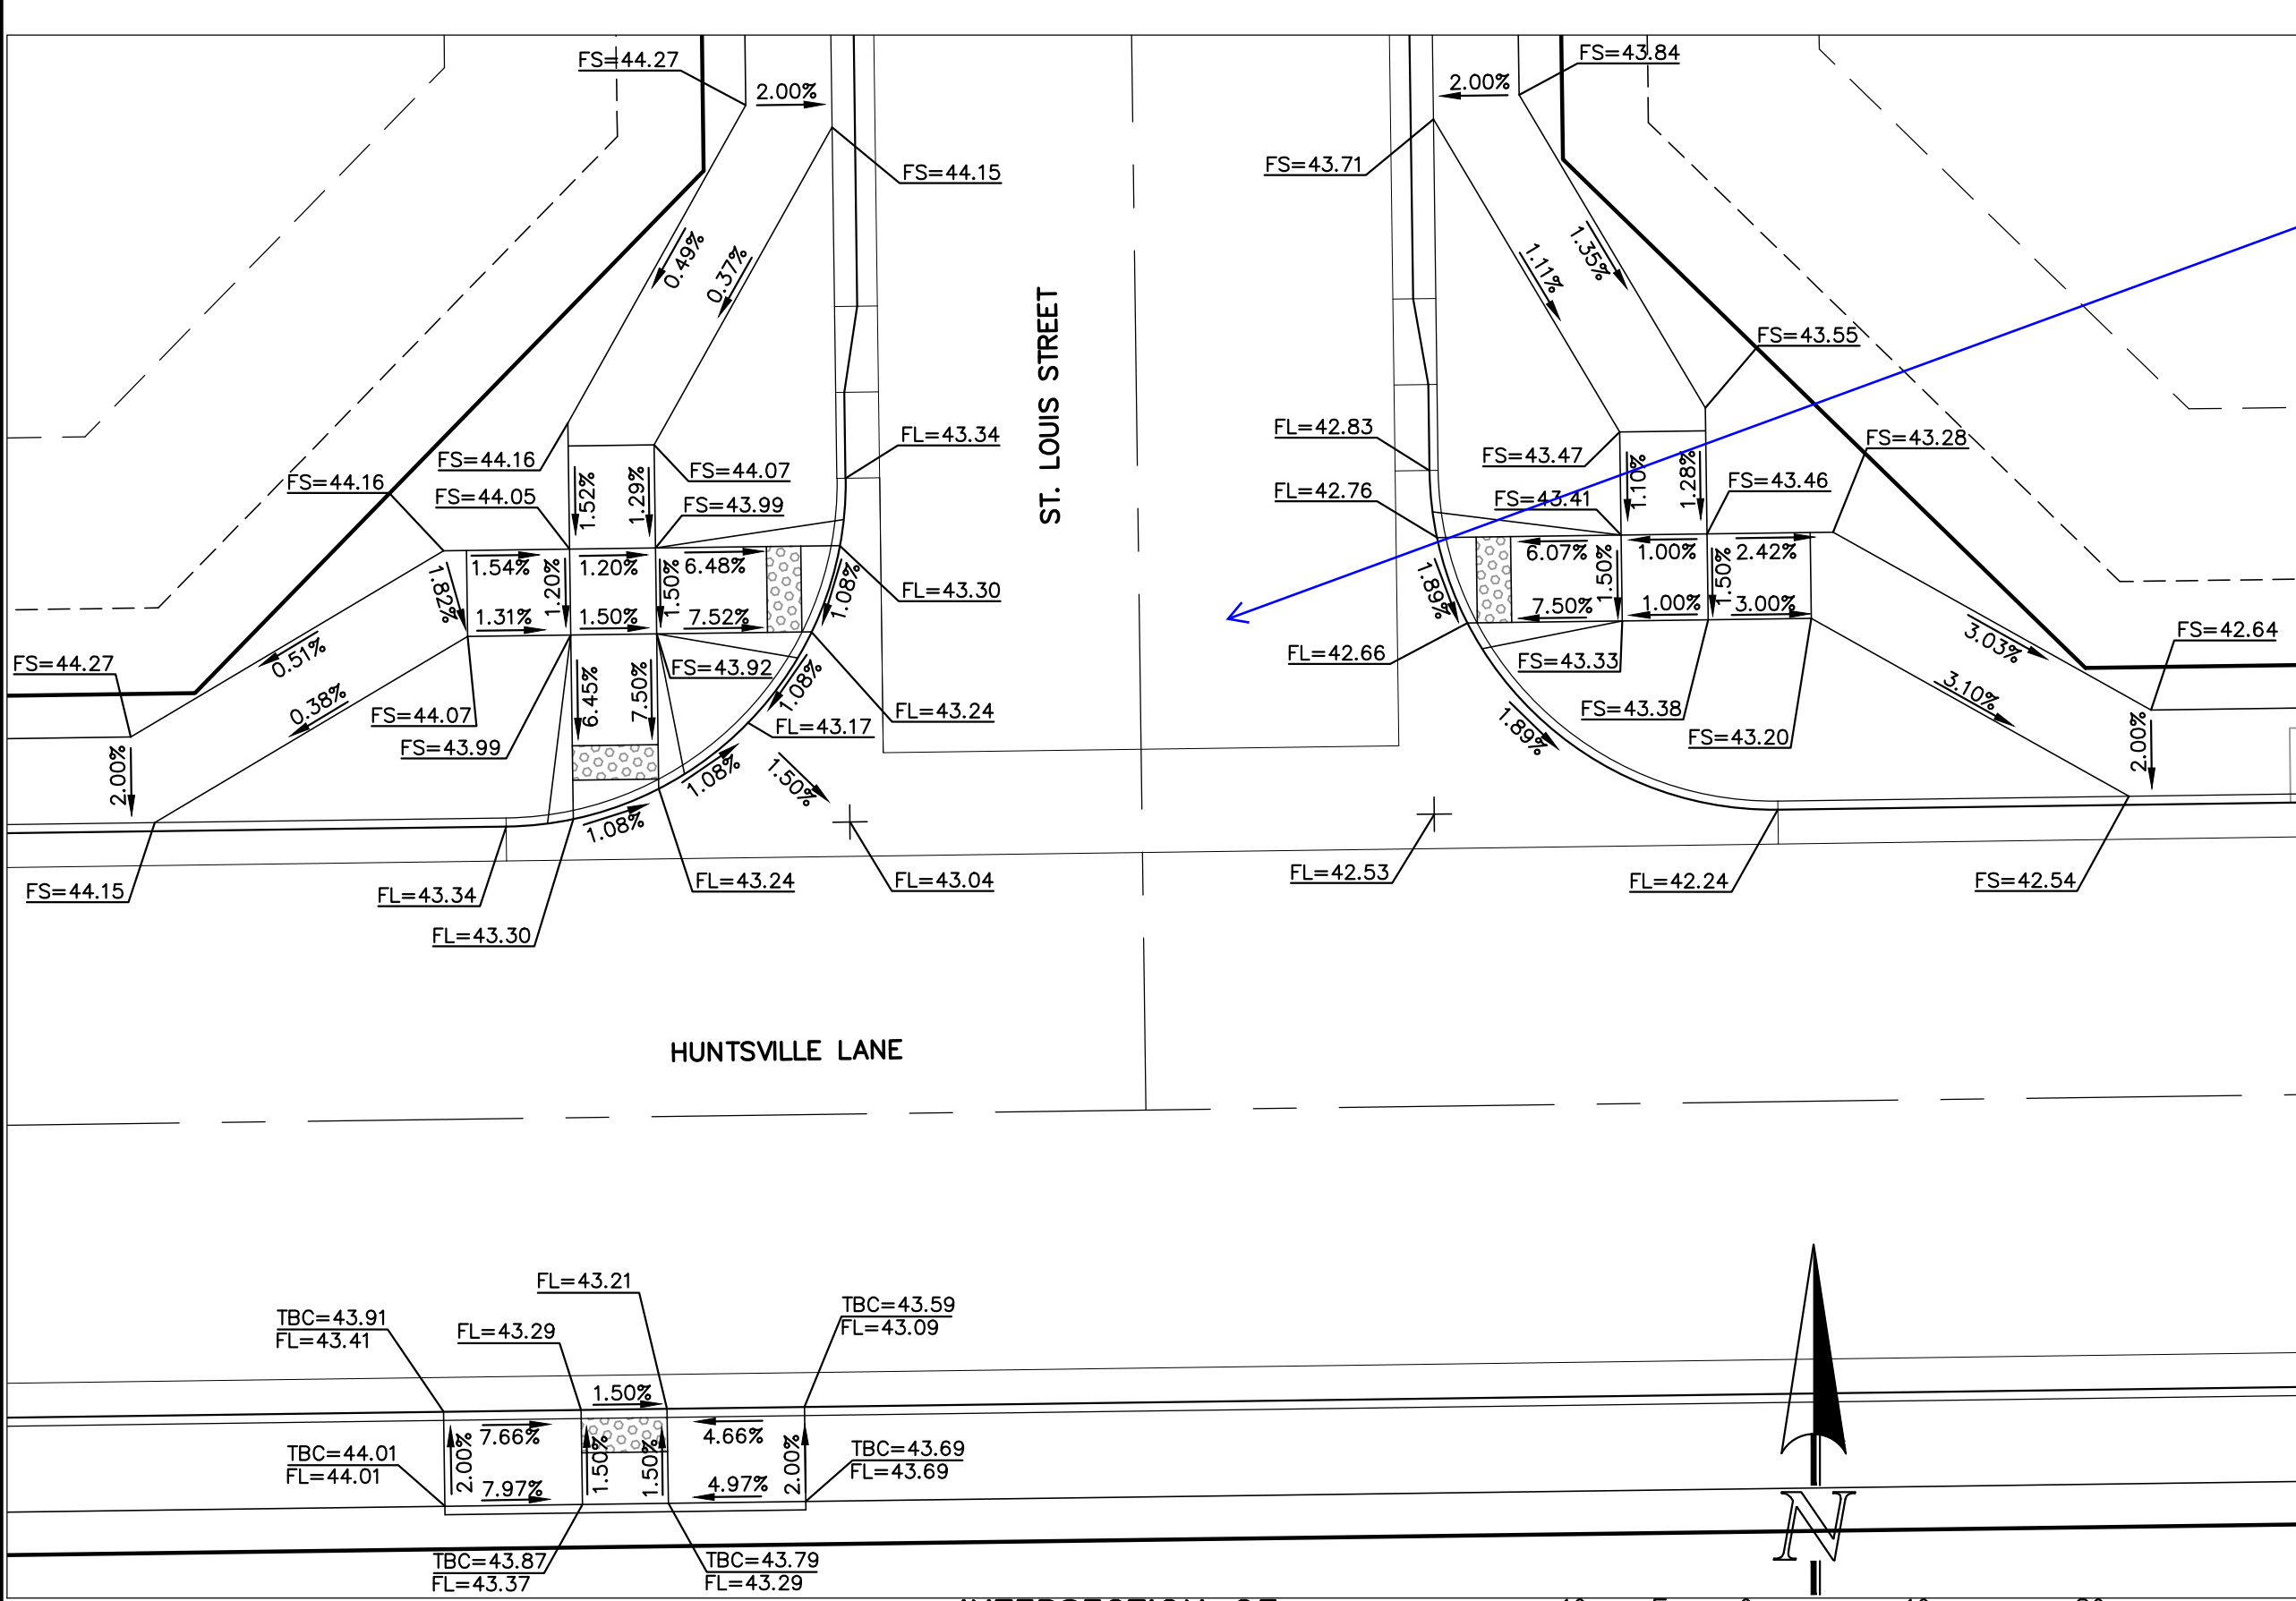 FS=44.27
2.00%
FS=44.15
FS=43.84
2.00%
FS=43.71
0.49%
0.37%
1.11%
1.35%
ST. LOUIS STREET
FS=43.55
FS=44.16
FS=44.16
FS=44.05
FS=44.07
FS=43.99
FL=43.34
1.52%
1.29%
FL=42.83
FL=42.76
FS=43.47
FS=43.41
1.10%
1.28%
FS=43.46
FS=43.28
1.54%
1.20%
6.48%
1.82%
1.20%
1.50%
1.08%
FL=43.30
1.31%
1.50%
7.52%
6.07%
1.00%
2.42%
1.89%
1.50%
1.50%
7.50%
1.00%
3.00%
FL=42.66
FS=43.33
FS=43.38
FS=43.20
3.03%
3.10%
FS=42.64
2.00%
FS=44.27
0.51%
0.38%
FS=44.07
FS=43.99
FS=43.92
6.45%
7.50%
1.08%
FL=43.24
FL=43.17
1.08%
1.50%
1.08%
1.89%
2.00%
FS=44.15
FL=43.34
FL=43.30
FL=43.24
FL=43.04
FL=42.53
FL=42.24
FS=42.54
HUNTSVILLE LANE
FL=43.21
TBC=43.91
FL=43.41
FL=43.29
TBC=43.59
FL=43.09
1.50%
7.66%
4.66%
2.00%
1.50%
1.50%
2.00%
TBC=44.01
FL=44.01
7.97%
4.97%
TBC=43.69
FL=43.69
TBC=43.87
FL=43.37
TBC=43.79
FL=43.29
N